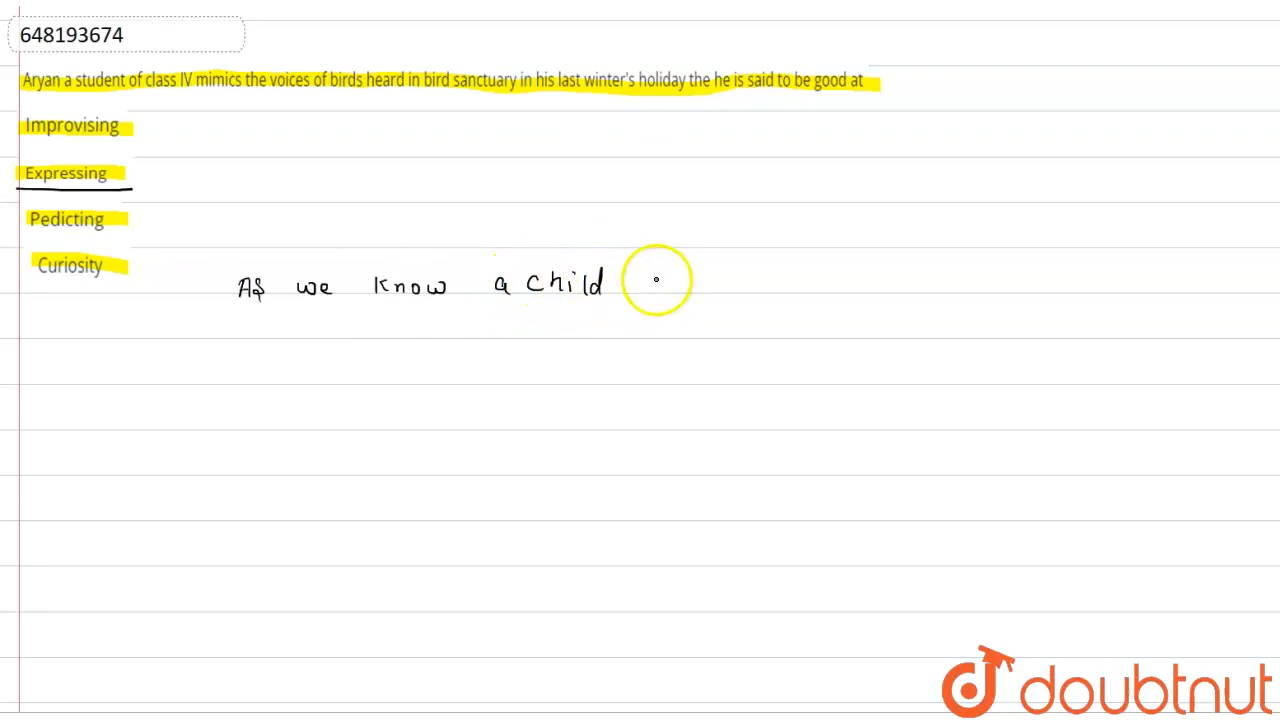 648193674
Aryan a student of class IV mimics the voices of birds heard in bird sanctuary in his last winter's holiday the he is said to be good at
Improvising
Expressing
Pedicting
Curiosity
As we know a child
doubtnut